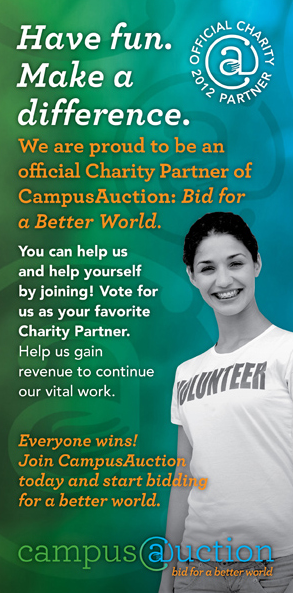 Have fun.
Make a
difference.
OFFICIAL CHARITY
2012 PARTNER
We are proud to be an
official Charity Partner of
CampusAuction: Bid for
a Better World.
You can help us
and help yourself
by joining! Vote for
us as your favorite
Charity Partner.
Help us gain
revenue to continue
our vital work.
VOLUNTEER
Everyone wins!
Join CampusAuction
today and start bidding
for a better world.
campus@uction
bid for a better world